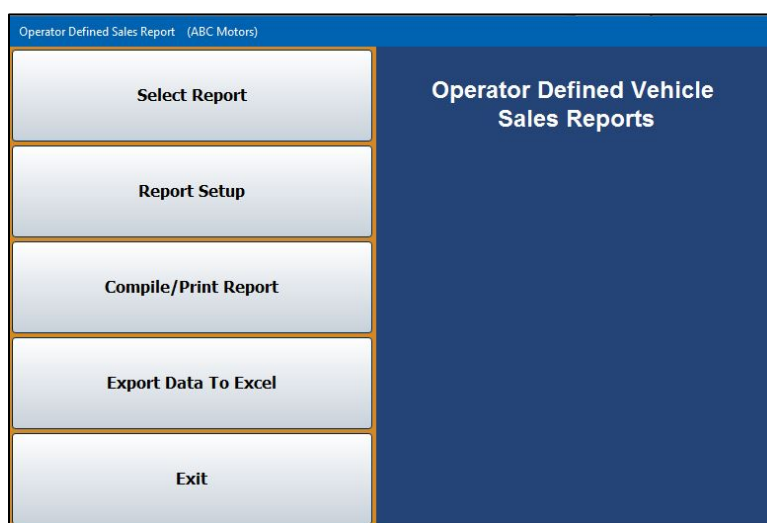 Operator Defined Sales Report (ABC Motors)
Select Report
Report Setup
Compile/Print Report
Export Data To Excel
Exit
Operator Defined Vehicle
Sales Reports